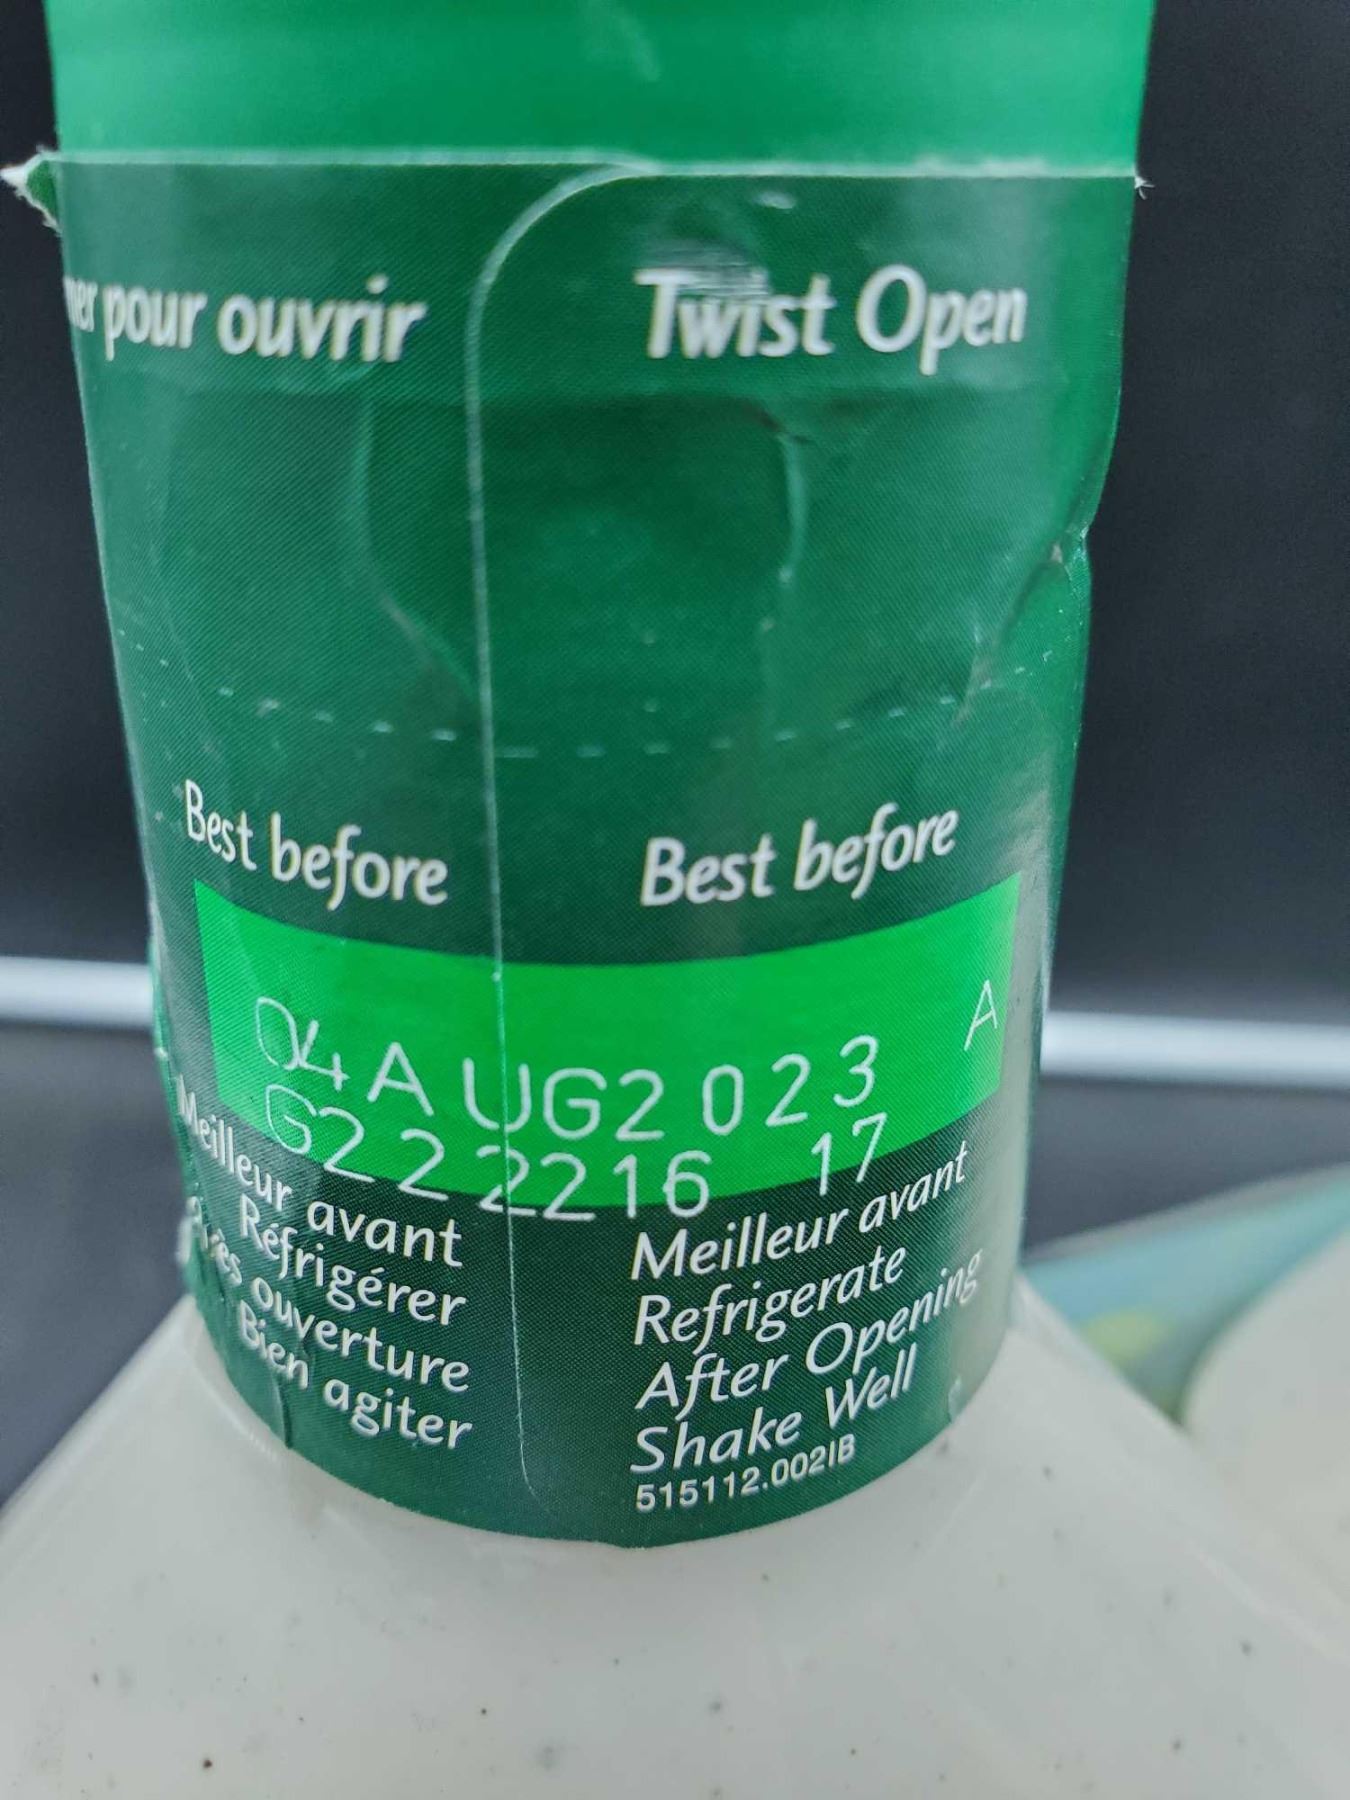 pour ouvrir
Twist Open
Best before
Best before
04AUG2023 A
G2222216 17
Meilleur avant
Réfrigérer
ouverture
Bien agiter
Meilleur avant
Refrigerate
After Opening
Shake Well
515112.002IB